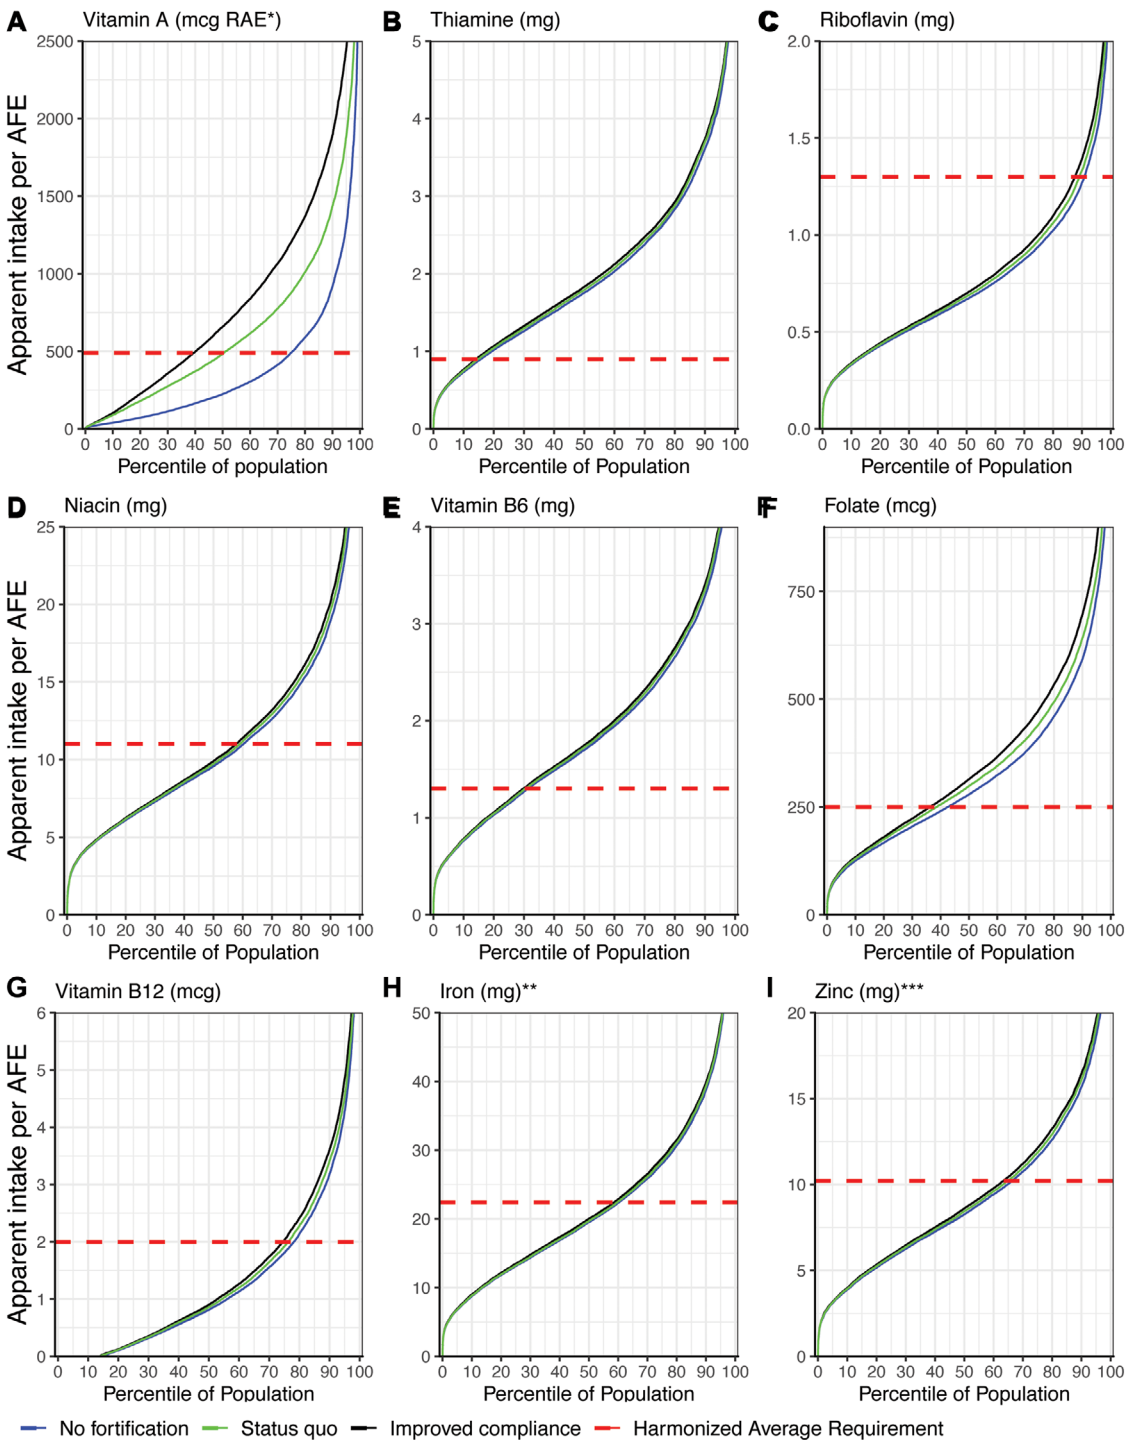 A Vitamin A (mcg RAE*)
Apparent intake per AFE
2500
2000
1500
1000
500
0
0 10 20 30 40 50 60 70 80 90 100
Percentile of population
B Thiamine (mg)
5
4
3
2
1
0
0 10 20 30 40 50 60 70 80 90 100
Percentile of Population
C Riboflavin (mg)
2.0
1.5
1.0
0.5
0.0
0 10 20 30 40 50 60 70 80 90 100
Percentile of Population
D Niacin (mg)
Apparent intake per AFE
25
20
15
10
5
0
0 10 20 30 40 50 60 70 80 90 100
Percentile of Population
E Vitamin B6 (mg)
4
3
2
1
0
0 10 20 30 40 50 60 70 80 90 100
Percentile of Population
F Folate (mcg)
750
500
250
0
0 10 20 30 40 50 60 70 80 90 100
Percentile of Population
G Vitamin B12 (mcg)
Apparent intake per AFE
6
5
4
3
2
1
0
0 10 20 30 40 50 60 70 80 90 100
Percentile of Population
H Iron (mg)**
50
40
30
20
10
0
0 10 20 30 40 50 60 70 80 90 100
Percentile of Population
I Zinc (mg)***
20
15
10
5
0
0 10 20 30 40 50 60 70 80 90 100
Percentile of Population
No fortification Status quo Improved compliance Harmonized Average Requirement